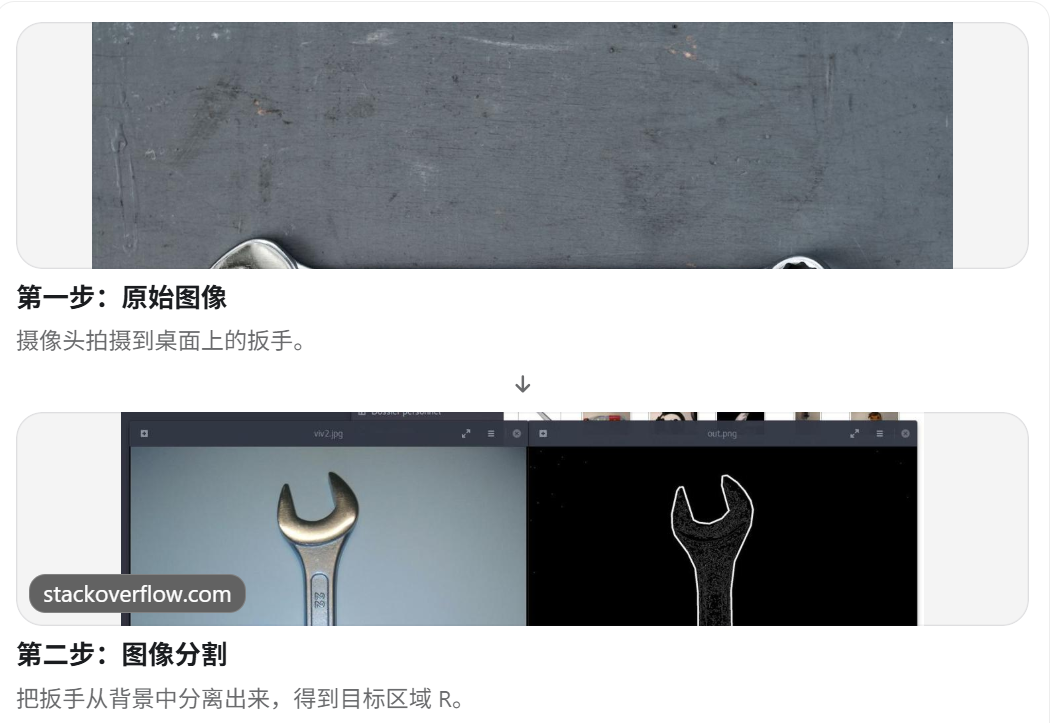 第一步：原始图像
摄像头拍摄到桌面上的扳手。
↓
Dossier personnel
viv2.jpg
out.png
stackoverflow.com
第二步：图像分割
把扳手从背景中分离出来，得到目标区域 R。